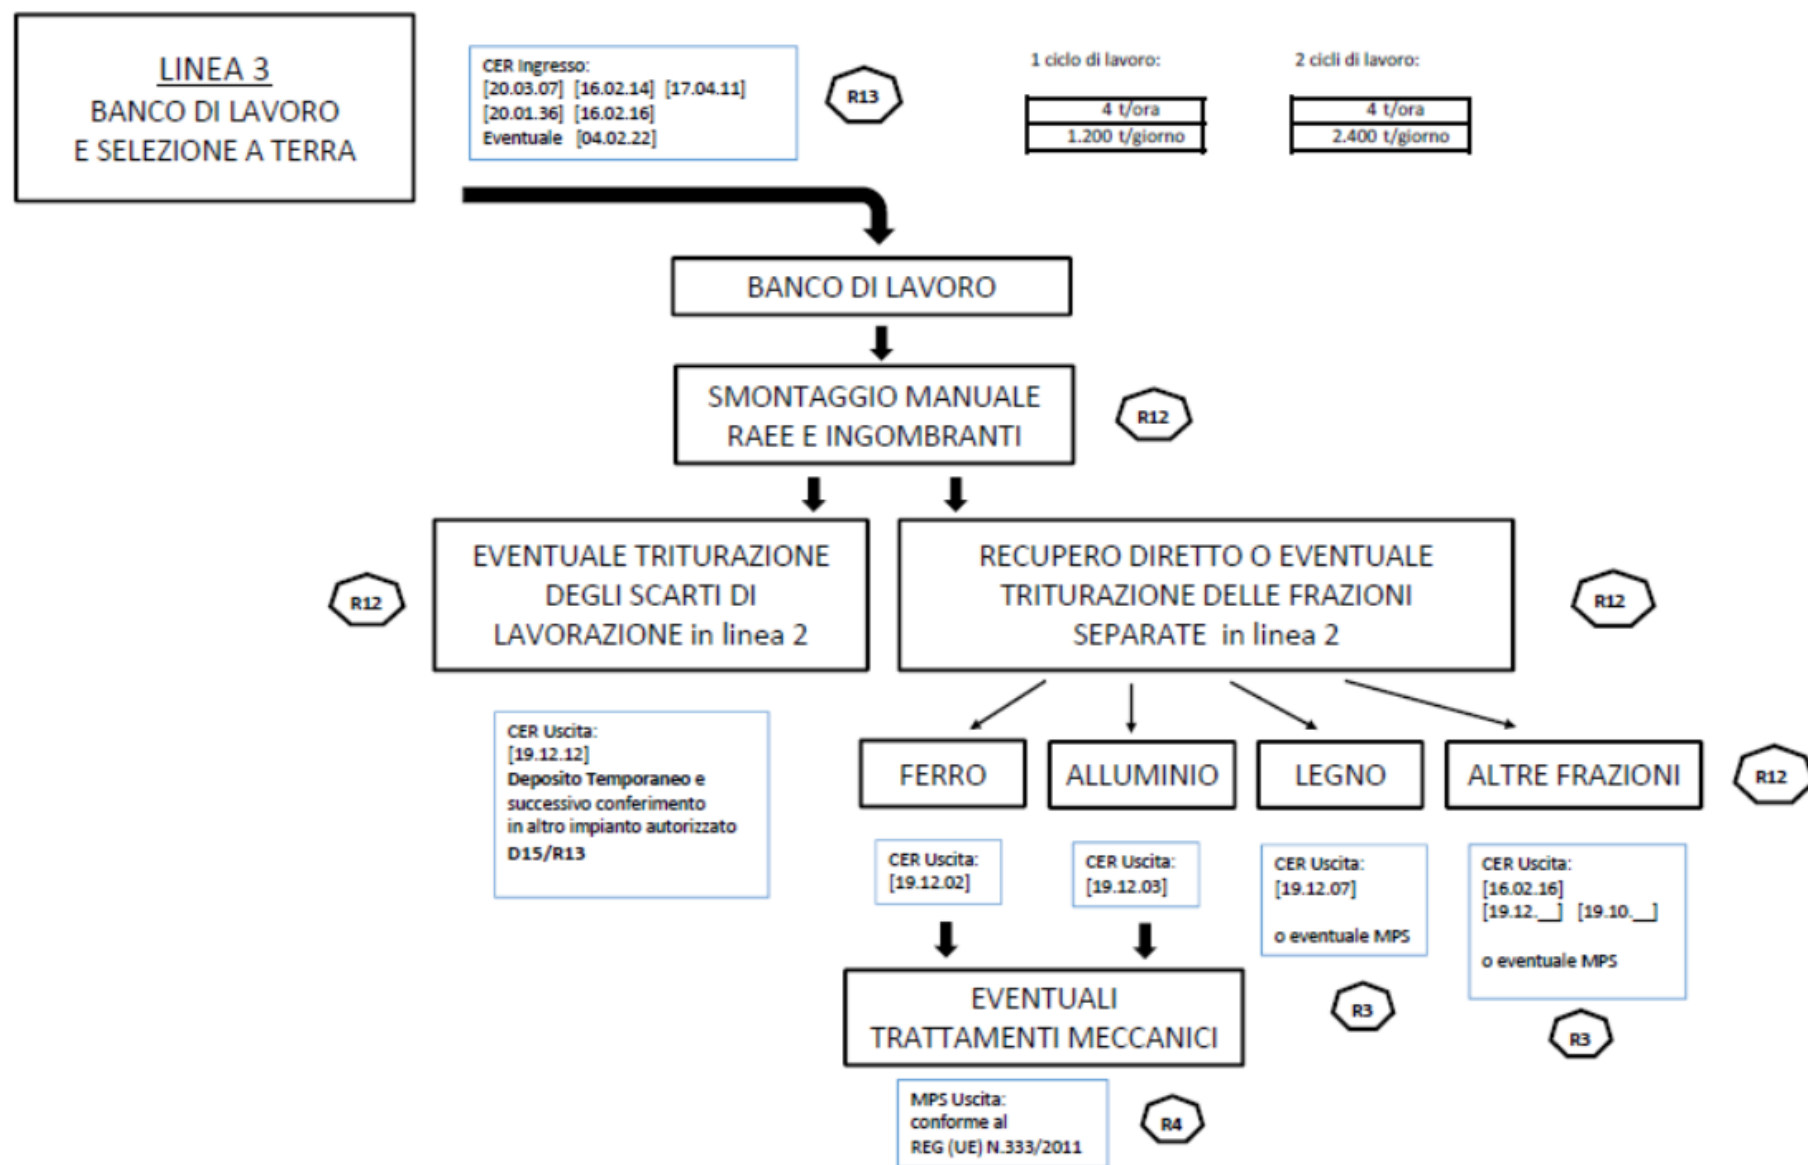 LINEA 3
BANCO DI LAVORO
E SELEZIONE A TERRA
CER Ingresso:
[20.03.07] [16.02.14] [17.04.11]
[20.01.36] [16.02.16]
Eventuale [04.02.22]
R13
1 ciclo di lavoro:
4 t/ora
1.200 t/giorno
2 cicli di lavoro:
4 t/ora
2.400 t/giorno
BANCO DI LAVORO
SMONTAGGIO MANUALE
RAEE E INGOMBRANTI
R12
R12
EVENTUALE TRITURAZIONE
DEGLI SCARTI DI
LAVORAZIONE in linea 2
RECUPERO DIRETTO O EVENTUALE
TRITURAZIONE DELLE FRAZIONI
SEPARATE in linea 2
R12
CER Uscita:
[19.12.12]
Deposito Temporaneo e
successivo conferimento
in altro impianto autorizzato
D15/R13
FERRO
ALLUMINIO
LEGNO
ALTRE FRAZIONI
R12
CER Uscita:
[19.12.02]
CER Uscita:
[19.12.03]
CER Uscita:
[19.12.07]
o eventuale MPS
CER Uscita:
[16.02.16]
[19.12.__] [19.10.__]
o eventuale MPS
R3
R3
EVENTUALI
TRATTAMENTI MECCANICI
MPS Uscita:
conforme al
REG (UE) N.333/2011
R4